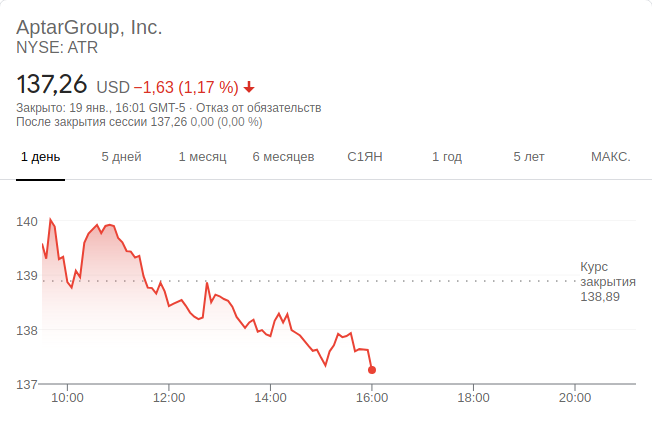 AptarGroup, Inc.
NYSE: ATR
137,26 USD −1,63 (1,17 %)
Закрыто: 19 янв., 16:01 GMT-5 · Отказ от обязательств
После закрытия сессии 137,26 0,00 (0,00 %)
1 день 5 дней 1 месяц 6 месяцев С1ЯН 1 год 5 лет МАКС.
140
139
138
137
Курс
закрытия
138,89
10:00 12:00 14:00 16:00 18:00 20:00